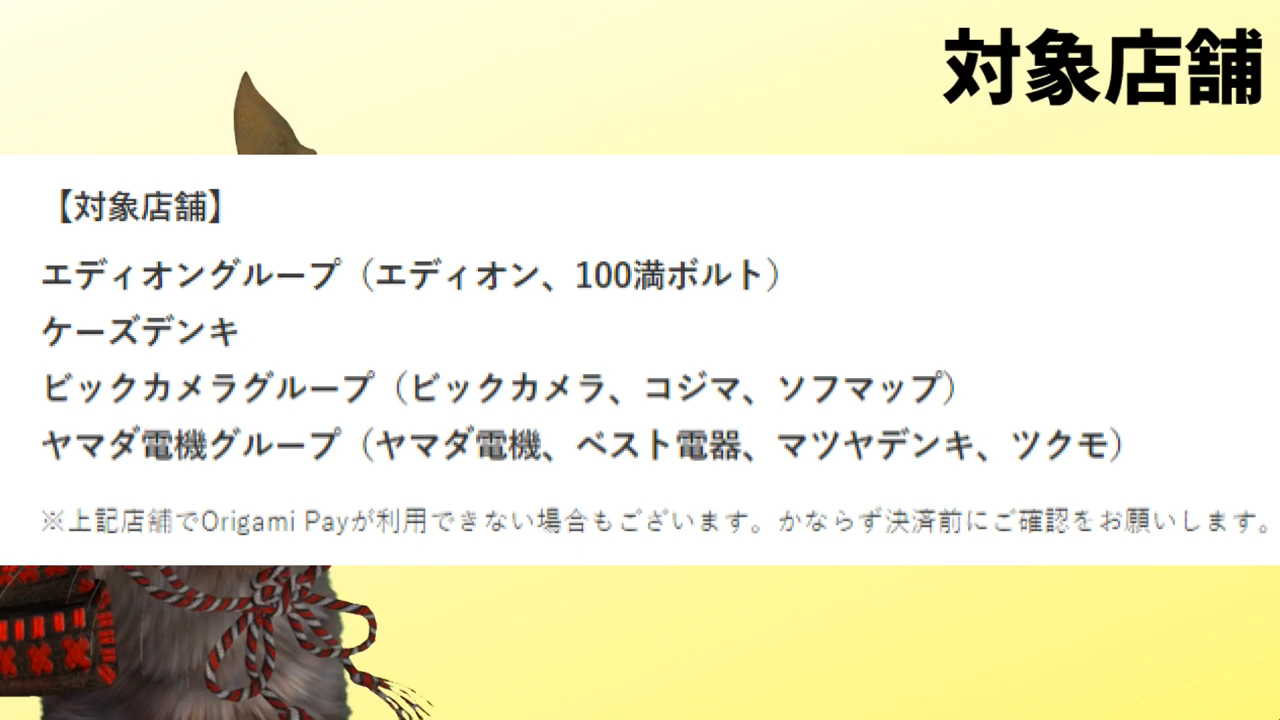 対象店舗
【対象店舗】
エディオングループ（エディオン、100満ボルト）
ケーズデンキ
ビックカメラグループ（ビックカメラ、コジマ、ソフマップ）
ヤマダ電機グループ（ヤマダ電機、ベスト電器、マツヤデンキ、ツクモ）
※上記店舗でOrigami Payが利用できない場合もございます。かならず決済前にご確認をお願いします。